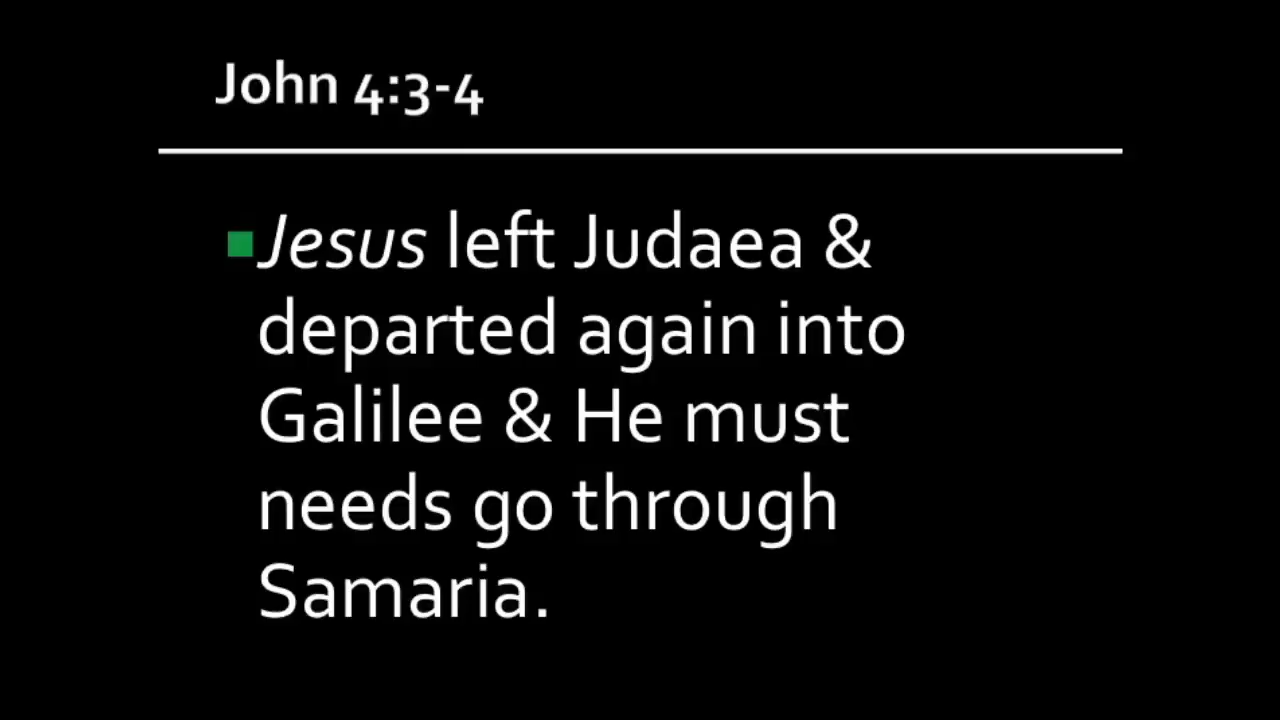 John 4:3-4
Jesus left Judaea &
departed again into
Galilee & He must
needs go through
Samaria.